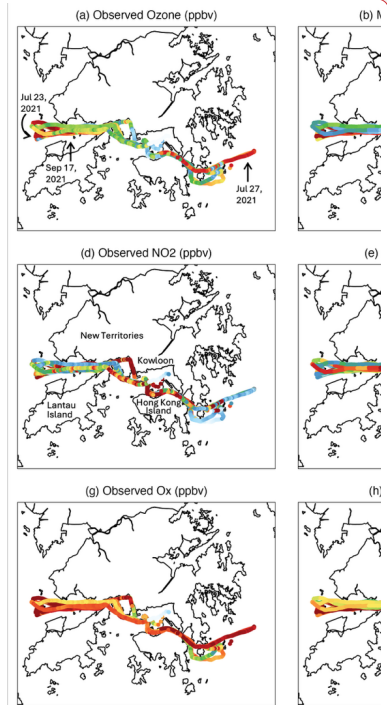 (a) Observed Ozone (ppbv)
(b) M
Jul 23,
2021
Sep 17,
2021
Jul 27,
2021
(d) Observed NO2 (ppbv)
(e)
New Territories
Kowloon
Lantau
Island
Hong Kong
Island
(g) Observed Ox (ppbv)
(h)